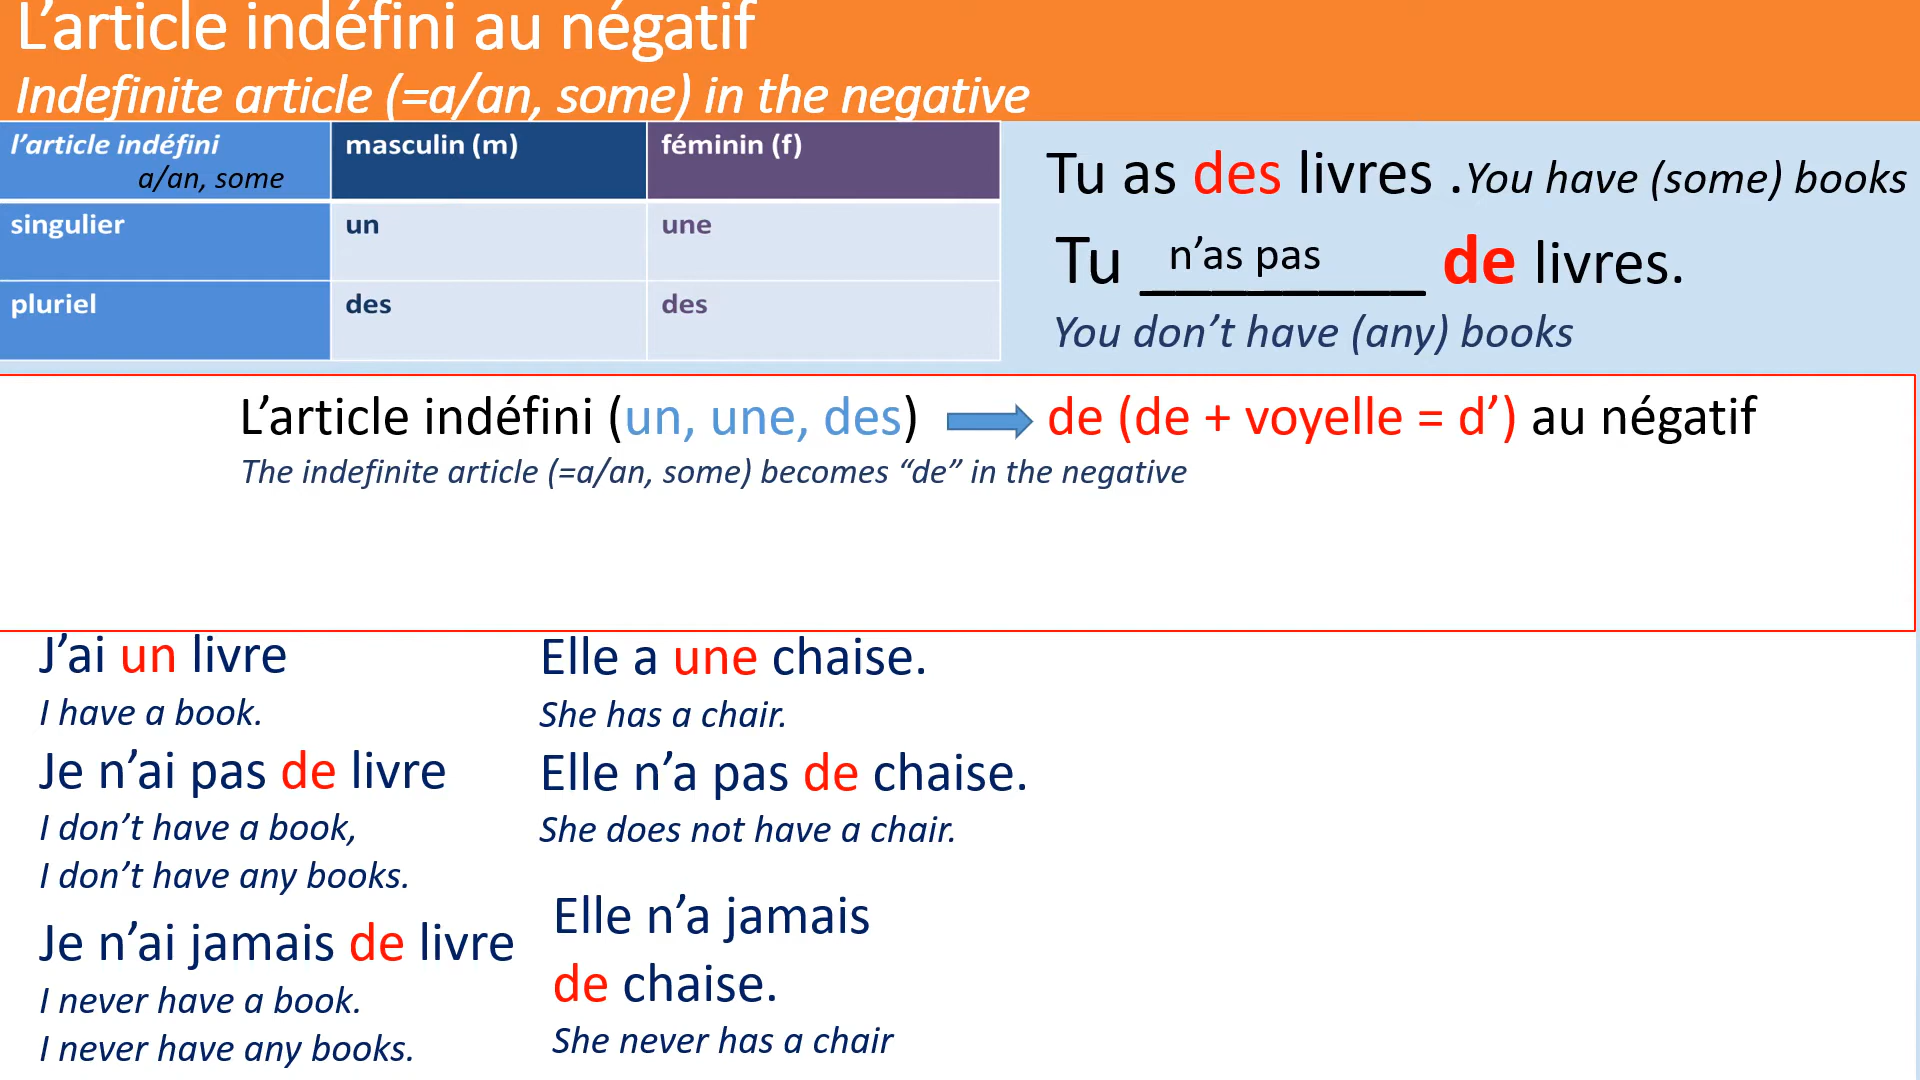 L’article indéfini au négatif
Indefinite article (=a/an, some) in the negative
l’article indéfini masculin (m) féminin (f)
a/an, some
singulier un une
pluriel des des
Tu as des livres .You have (some) books
Tu ________ de livres.
n’as pas
You don’t have (any) books
L’article indéfini (un, une, des) de (de + voyelle = d’) au négatif
The indefinite article (=a/an, some) becomes “de” in the negative
J’ai un livre
I have a book.
Je n’ai pas de livre
I don’t have a book,
I don’t have any books.
Je n’ai jamais de livre
I never have a book.
I never have any books.
Elle a une chaise.
She has a chair.
Elle n’a pas de chaise.
She does not have a chair.
Elle n’a jamais
de chaise.
She never has a chair